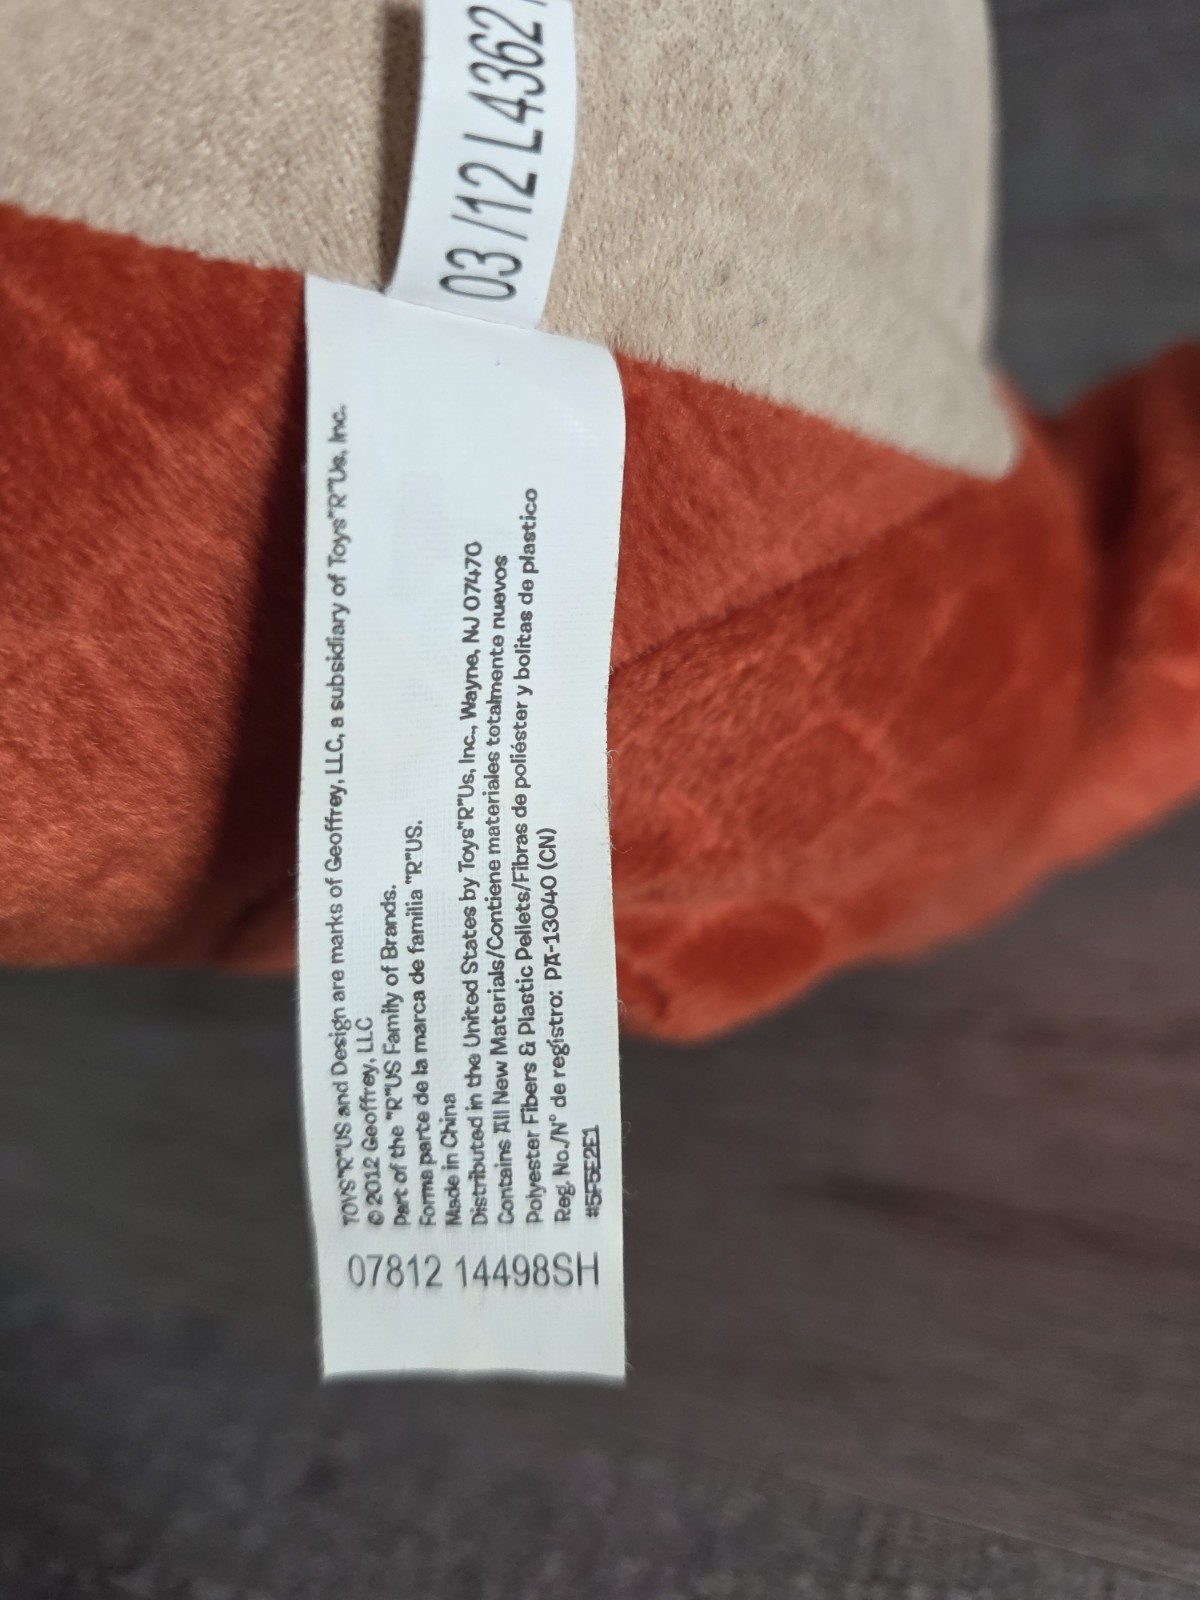 03/12 L4362
TOYS"R"US and Design are marks of Geoffrey, LLC, a subsidiary of Toys"R"Us, Inc.
© 2012 Geoffrey, LLC
Part of the "R"US Family of Brands.
Forma parte de la marca de familia "R"US.
Made in China
Distributed in the United States by Toys"R"Us, Inc., Wayne, NJ 07470
Contains All New Materials/Contiene materiales totalmente nuevos
Polyester Fibers & Plastic Pellets/Fibras de poliéster y bolitas de plastico
Reg. No./N° de registro: PA-13040 (CN)
#5F5E2E1
07812 14498SH